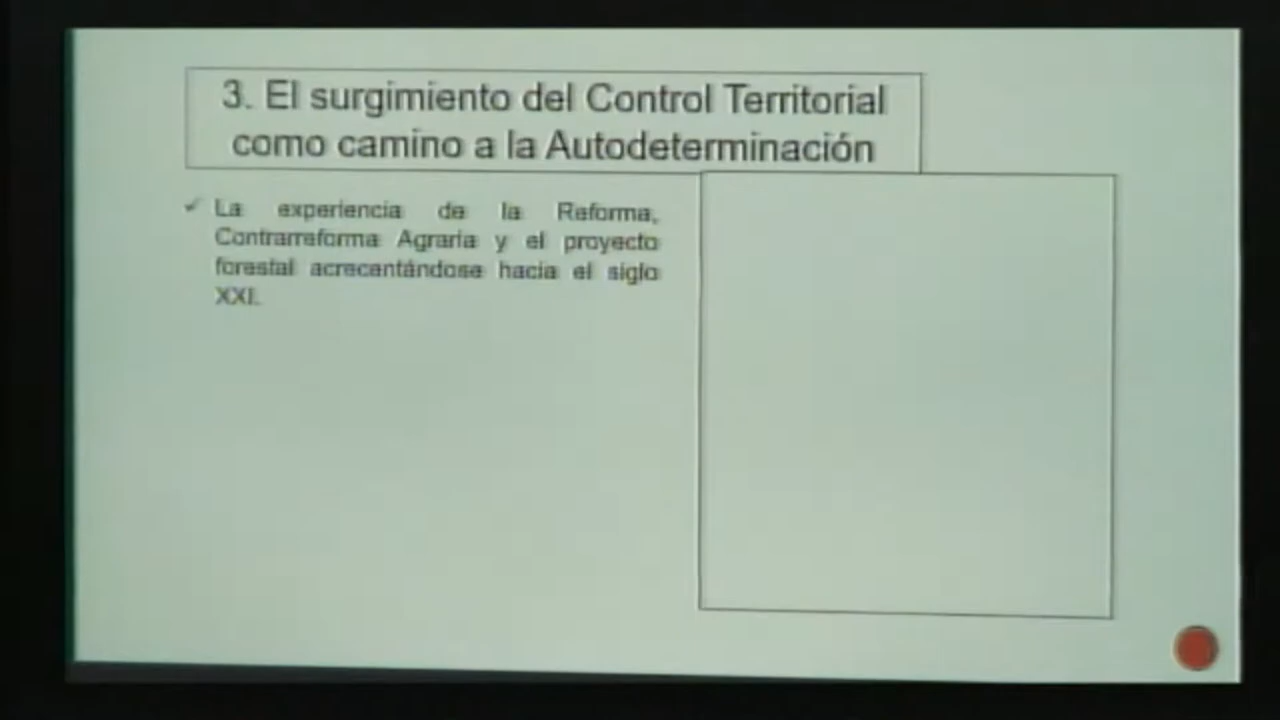 3. El surgimiento del Control Territorial
como camino a la Autodeterminación
✓ La experiencia de la Reforma,
Contrarreforma Agraria y el proyecto
forestal acrecentándose hacia el siglo
XXI.